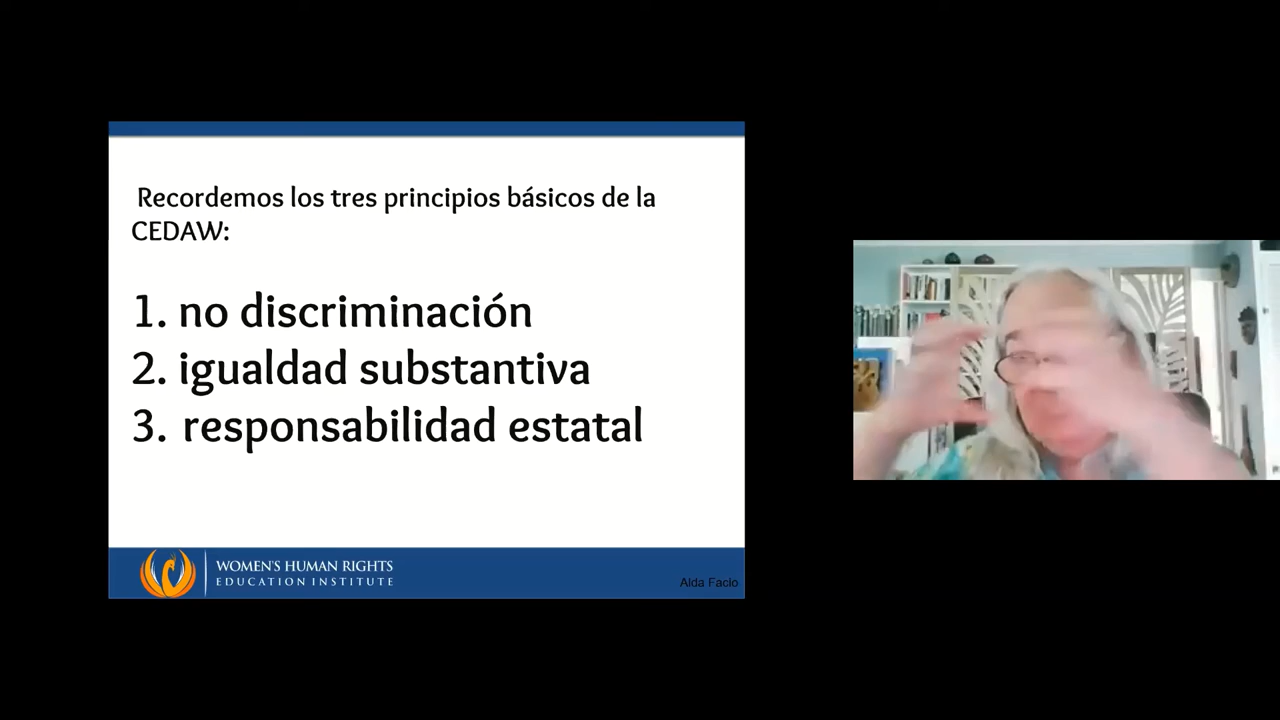 Recordemos los tres principios básicos de la
CEDAW:
1. no discriminación
2. igualdad substantiva
3. responsabilidad estatal
WOMEN'S HUMAN RIGHTS
EDUCATION INSTITUTE
Alda Facio